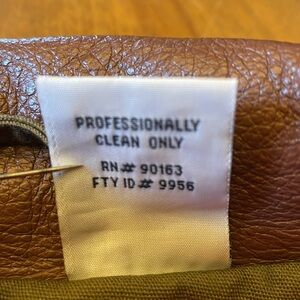 PROFESSIONALLY
CLEAN ONLY
RN# 90163
FTY ID# 9956